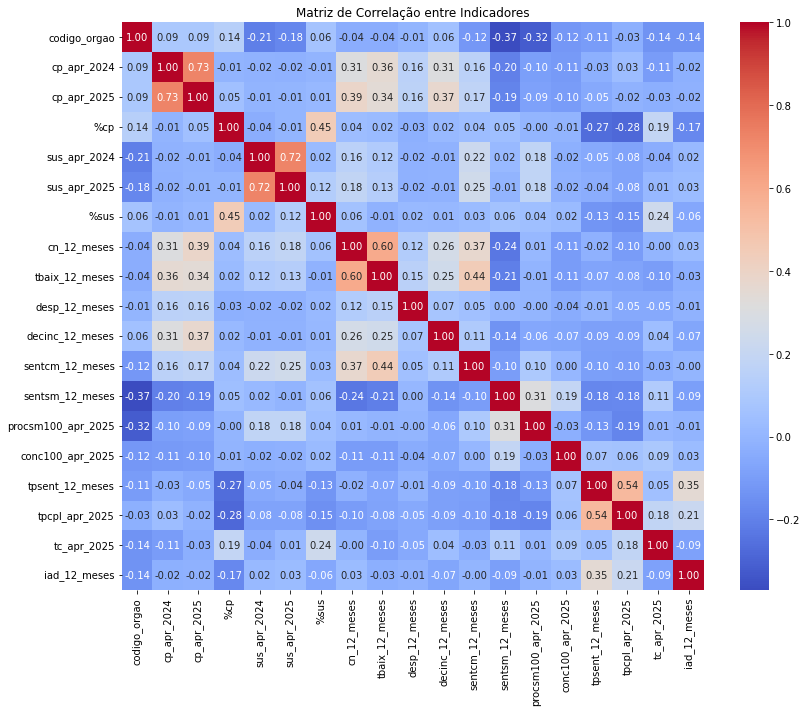 Matriz de Correlação entre Indicadores
codigo_orgao 1.00 0.09 0.09 0.14 -0.21 -0.18 0.06 -0.04 -0.04 -0.01 0.06 -0.12 -0.37 -0.32 -0.12 -0.11 -0.03 -0.14 -0.14
cp_apr_2024 0.09 1.00 0.73 -0.01 -0.02 -0.02 -0.01 0.31 0.36 0.16 0.31 0.16 -0.20 -0.10 -0.11 -0.03 0.03 -0.11 -0.02
cp_apr_2025 0.09 0.73 1.00 0.05 -0.01 -0.01 0.01 0.39 0.34 0.16 0.37 0.17 -0.19 -0.09 -0.10 -0.05 -0.02 -0.03 -0.02
%cp 0.14 -0.01 0.05 1.00 -0.04 -0.01 0.45 0.04 0.02 -0.03 0.02 0.04 0.05 -0.00 -0.01 -0.27 -0.28 0.19 -0.17
sus_apr_2024 -0.21 -0.02 -0.01 -0.04 1.00 0.72 0.02 0.16 0.12 -0.02 -0.01 0.22 0.02 0.18 -0.02 -0.05 -0.08 -0.04 0.02
sus_apr_2025 -0.18 -0.02 -0.01 -0.01 0.72 1.00 0.12 0.18 0.13 -0.02 -0.01 0.25 -0.01 0.18 -0.02 -0.04 -0.08 0.01 0.03
%sus 0.06 -0.01 0.01 0.45 0.02 0.12 1.00 0.06 -0.01 0.02 0.01 0.03 0.06 0.04 0.02 -0.13 -0.15 0.24 -0.06
cn_12_meses -0.04 0.31 0.39 0.04 0.16 0.18 0.06 1.00 0.60 0.12 0.26 0.37 -0.24 0.01 -0.11 -0.02 -0.10 -0.00 0.03
tbaix_12_meses -0.04 0.36 0.34 0.02 0.12 0.13 -0.01 0.60 1.00 0.15 0.25 0.44 -0.21 -0.01 -0.11 -0.07 -0.08 -0.10 -0.03
desp_12_meses -0.01 0.16 0.16 -0.03 -0.02 -0.02 0.02 0.12 0.15 1.00 0.07 0.05 0.00 -0.00 -0.04 -0.01 -0.05 -0.05 -0.01
decinc_12_meses 0.06 0.31 0.37 0.02 -0.01 -0.01 0.01 0.26 0.25 0.07 1.00 0.11 -0.14 -0.06 -0.07 -0.09 -0.09 0.04 -0.07
sentcm_12_meses -0.12 0.16 0.17 0.04 0.22 0.25 0.03 0.37 0.44 0.05 0.11 1.00 -0.10 0.10 0.00 -0.10 -0.10 -0.03 -0.00
sentsm_12_meses -0.37 -0.20 -0.19 0.05 0.02 -0.01 0.06 -0.24 -0.21 0.00 -0.14 -0.10 1.00 0.31 0.19 -0.18 -0.18 0.11 -0.09
procsm100_apr_2025 -0.32 -0.10 -0.09 -0.00 0.18 0.18 0.04 0.01 -0.01 -0.00 -0.06 0.10 0.31 1.00 -0.03 -0.13 -0.19 0.01 -0.01
conc100_apr_2025 -0.12 -0.11 -0.10 -0.01 -0.02 -0.02 0.02 -0.11 -0.11 -0.04 -0.07 0.00 0.19 -0.03 1.00 0.07 0.06 0.09 0.03
tpsent_12_meses -0.11 -0.03 -0.05 -0.27 -0.05 -0.04 -0.13 -0.02 -0.07 -0.01 -0.09 -0.10 -0.18 -0.13 0.07 1.00 0.54 0.05 0.35
tpcpl_apr_2025 -0.03 0.03 -0.02 -0.28 -0.08 -0.08 -0.15 -0.10 -0.08 -0.05 -0.09 -0.10 -0.18 -0.19 0.06 0.54 1.00 0.18 0.21
tc_apr_2025 -0.14 -0.11 -0.03 0.19 -0.04 0.01 0.24 -0.00 -0.10 -0.05 0.04 -0.03 0.11 0.01 0.09 0.05 0.18 1.00 -0.09
iad_12_meses -0.14 -0.02 -0.02 -0.17 0.02 0.03 -0.06 0.03 -0.03 -0.01 -0.07 -0.00 -0.09 -0.01 0.03 0.35 0.21 -0.09 1.00
codigo_orgao
cp_apr_2024
cp_apr_2025
%cp
sus_apr_2024
sus_apr_2025
%sus
cn_12_meses
tbaix_12_meses
desp_12_meses
decinc_12_meses
sentcm_12_meses
sentsm_12_meses
procsm100_apr_2025
conc100_apr_2025
tpsent_12_meses
tpcpl_apr_2025
tc_apr_2025
iad_12_meses
1.0
0.8
0.6
0.4
0.2
0.0
−0.2